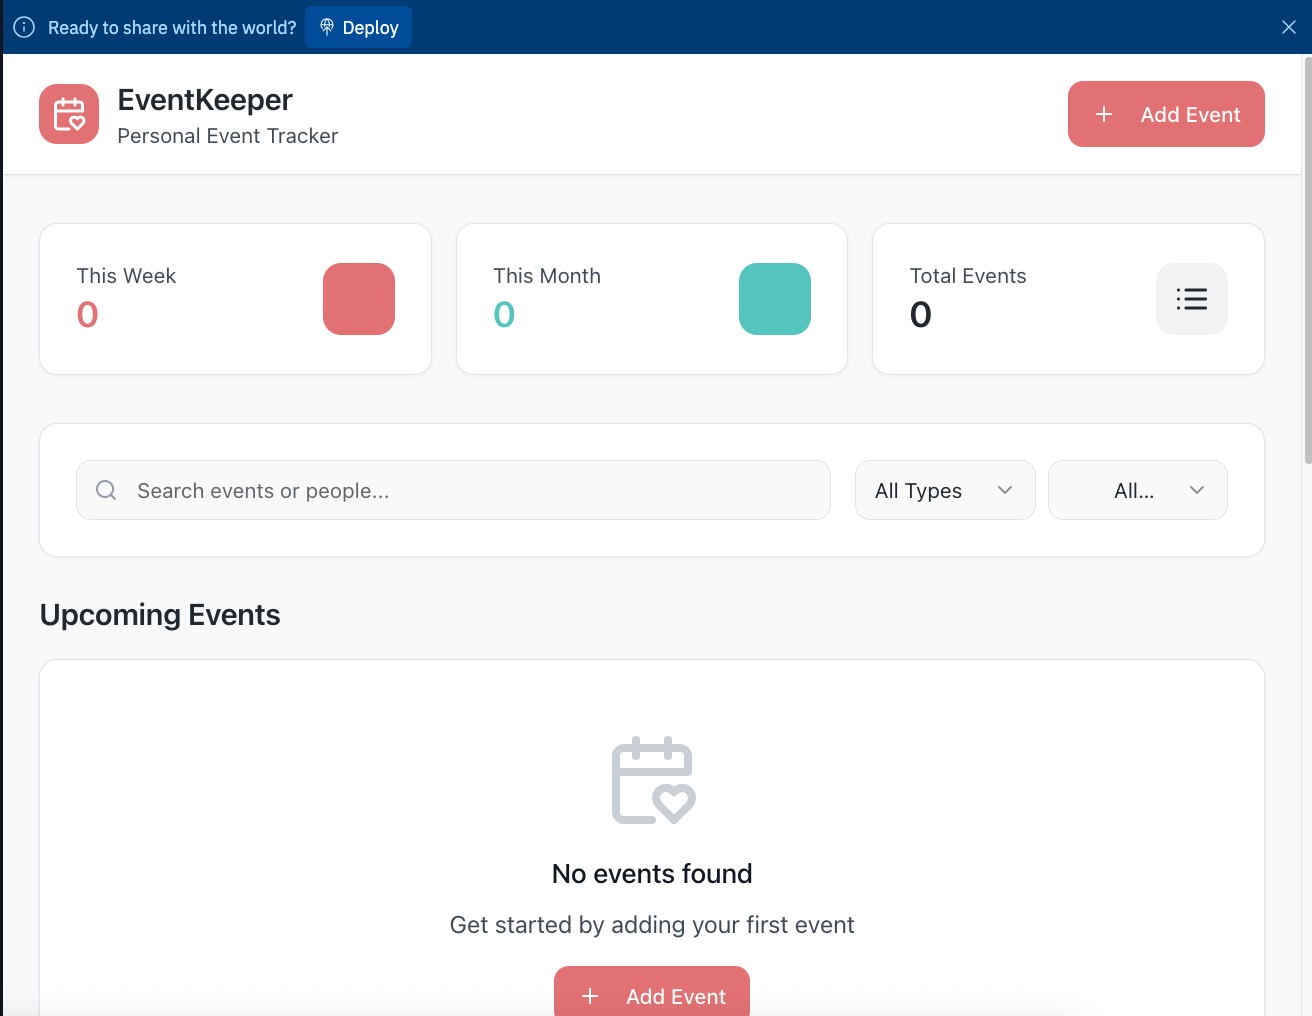 Ready to share with the world?
Deploy
EventKeeper
Personal Event Tracker
Add Event
This Week
0
This Month
0
Total Events
0
Search events or people...
All Types
All...
Upcoming Events
No events found
Get started by adding your first event
Add Event